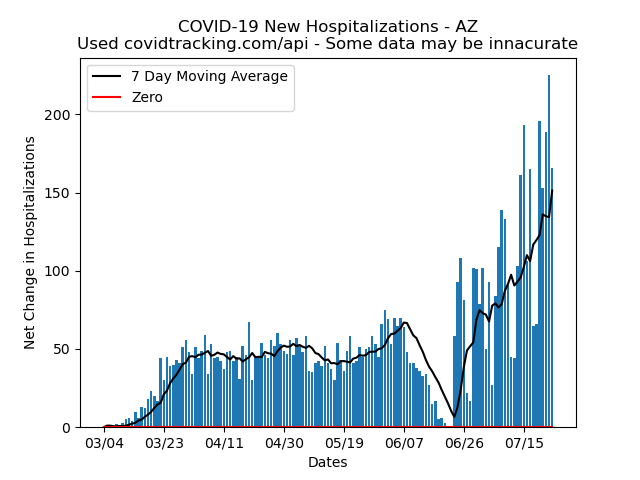 COVID-19 New Hospitalizations - AZ
Used covidtracking.com/api - Some data may be innacurate
7 Day Moving Average
Zero
Net Change in Hospitalizations
200
150
100
50
0
03/04 03/23 04/11 04/30 05/19 06/07 06/26 07/15
Dates